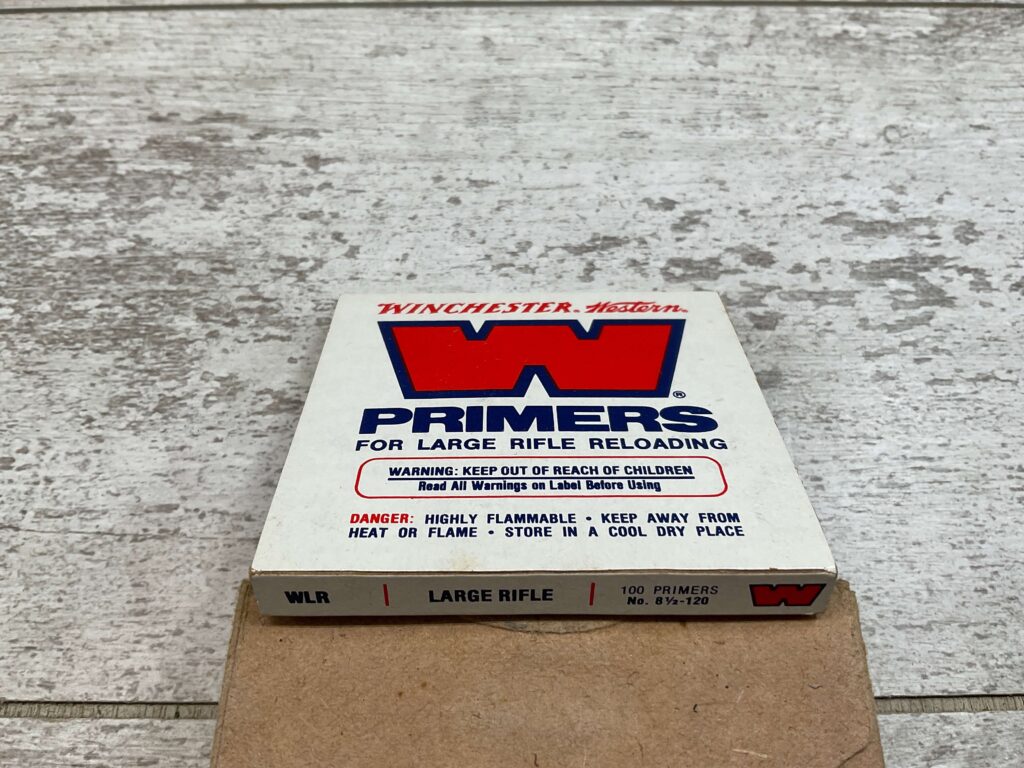 WINCHESTER® Western®
W®
PRIMERS
FOR LARGE RIFLE RELOADING
WARNING: KEEP OUT OF REACH OF CHILDREN
Read All Warnings on Label Before Using
DANGER: HIGHLY FLAMMABLE • KEEP AWAY FROM
HEAT OR FLAME • STORE IN A COOL DRY PLACE
WLR | LARGE RIFLE | 100 PRIMERS
No. 8½-120
W